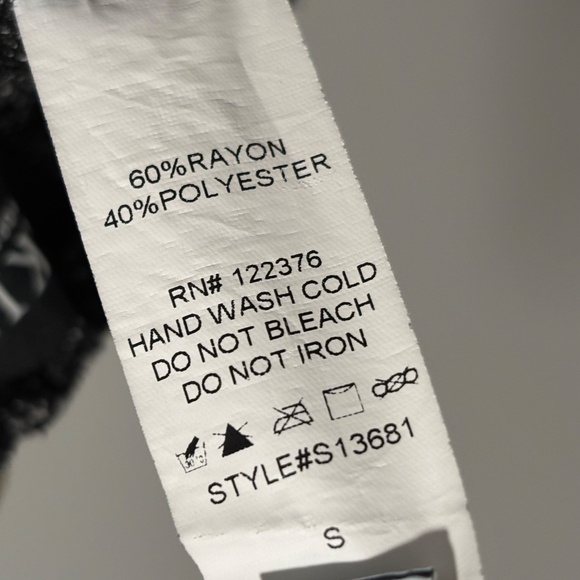 60%RAYON
40%POLYESTER
RN# 122376
HAND WASH COLD
DO NOT BLEACH
DO NOT IRON
STYLE#S13681
S